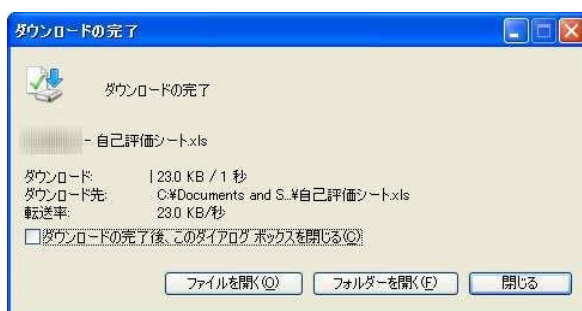 ダウンロードの完了
ダウンロードの完了
- 自己評価シート.xls
ダウンロード: 23.0 KB / 1 秒
ダウンロード先: C:¥Documents and S...¥自己評価シート.xls
転送率: 23.0 KB/秒
ダウンロードの完了後、このダイアログ ボックスを閉じる(C)
ファイルを開く(O) フォルダーを開く(F) 閉じる